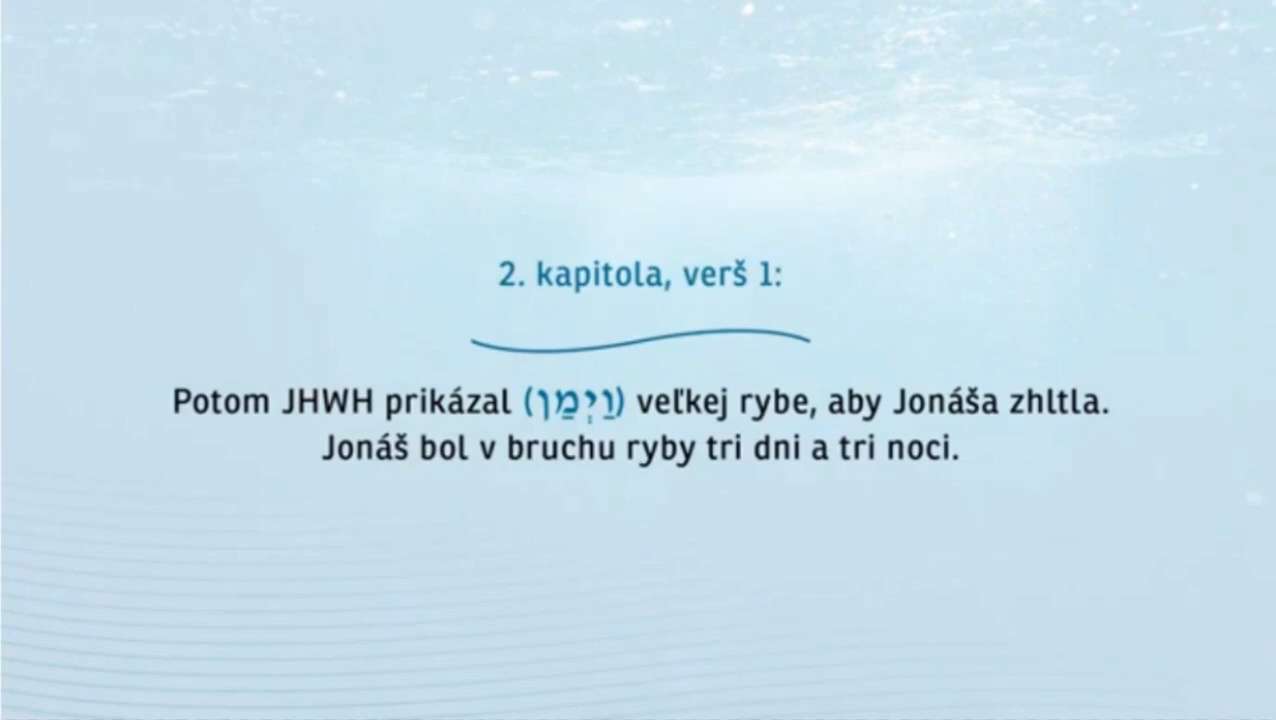 2. kapitola, verš 1:
Potom JHWH prikázal (וַיְמַן) veľkej rybe, aby Jonáša zhltla.
Jonáš bol v bruchu ryby tri dni a tri noci.